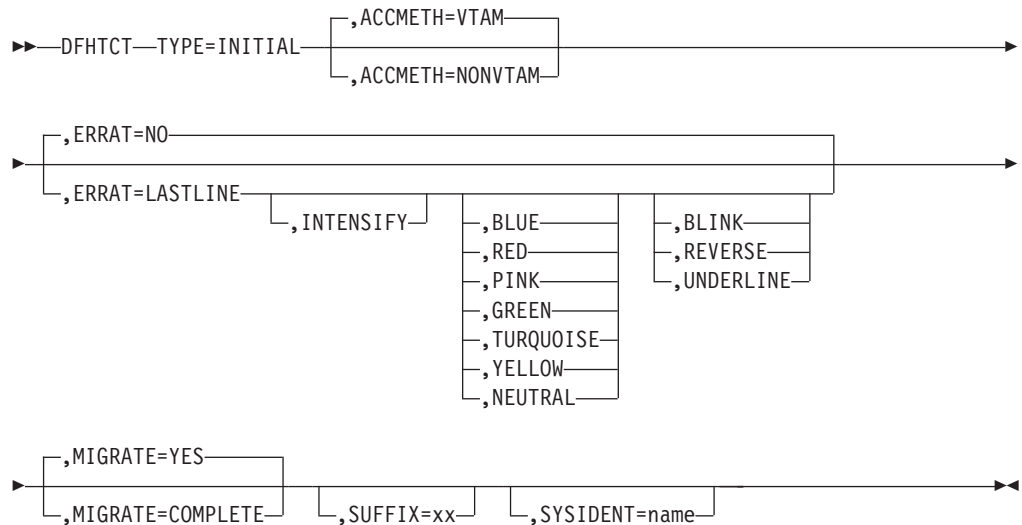 ,ACCMETH=VTAM
DFHTCT TYPE=INITIAL
,ACCMETH=NONVTAM
,ERRAT=NO
,ERRAT=LASTLINE
,INTENSIFY
,BLUE
,RED
,PINK
,GREEN
,TURQUOISE
,YELLOW
,NEUTRAL
,BLINK
,REVERSE
,UNDERLINE
,MIGRATE=YES
,MIGRATE=COMPLETE
,SUFFIX=xx
,SYSIDENT=name